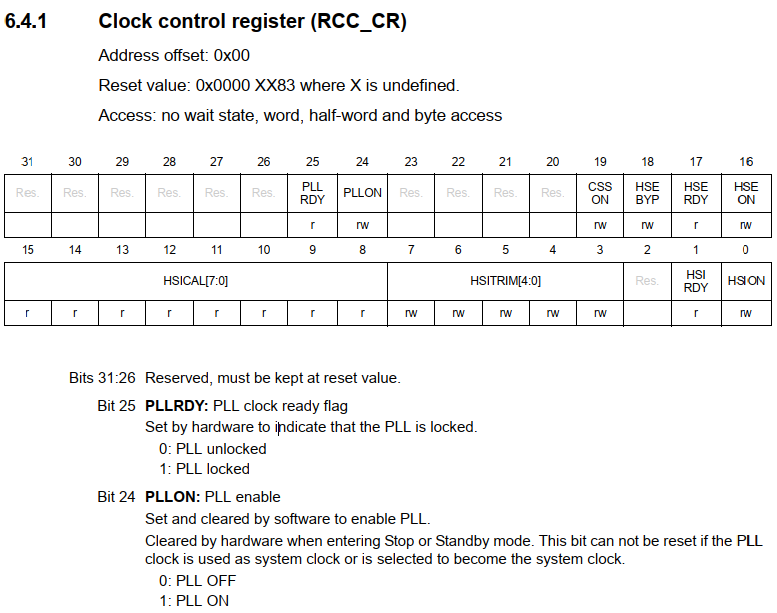 6.4.1 Clock control register (RCC_CR)
Address offset: 0x00
Reset value: 0x0000 XX83 where X is undefined.
Access: no wait state, word, half-word and byte access
31 30 29 28 27 26 25 24 23 22 21 20 19 18 17 16
Res. Res. Res. Res. Res. Res. PLL RDY PLLON Res. Res. Res. Res. CSS ON HSE BYP HSE RDY HSE ON
r rw rw rw r rw
15 14 13 12 11 10 9 8 7 6 5 4 3 2 1 0
HSICAL[7:0] HSITRIM[4:0] Res. HSI RDY HSION
r r r r r r r r rw rw rw rw rw r rw
Bits 31:26 Reserved, must be kept at reset value.
Bit 25 PLLRDY: PLL clock ready flag
Set by hardware to indicate that the PLL is locked.
0: PLL unlocked
1: PLL locked
Bit 24 PLLON: PLL enable
Set and cleared by software to enable PLL.
Cleared by hardware when entering Stop or Standby mode. This bit can not be reset if the PLL
clock is used as system clock or is selected to become the system clock.
0: PLL OFF
1: PLL ON